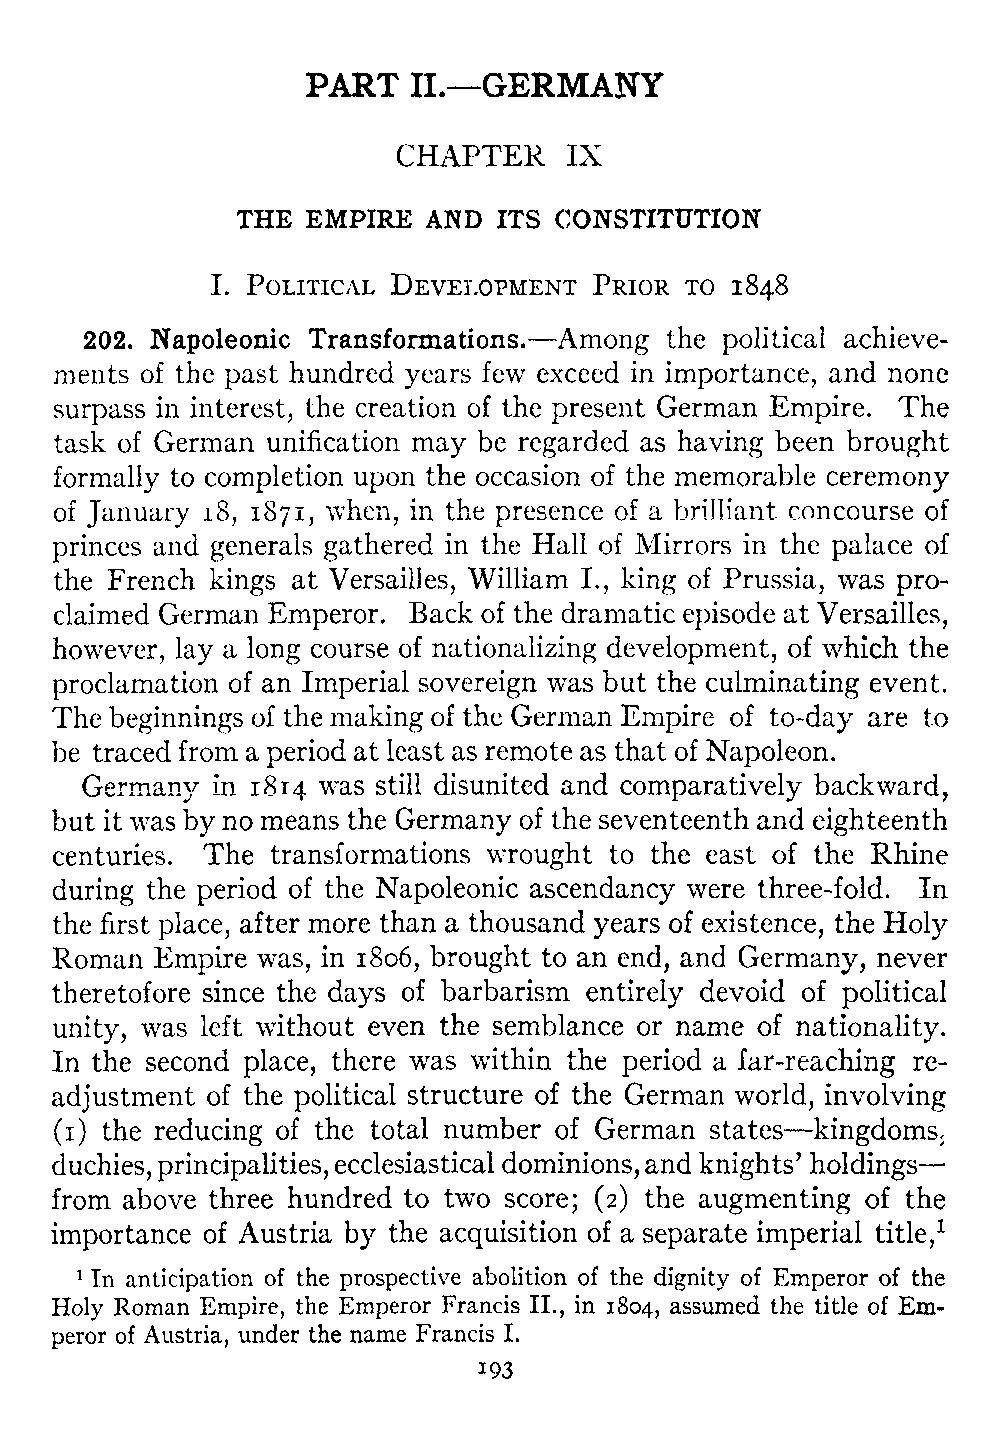 PART II.—GERMANY
CHAPTER IX
THE EMPIRE AND ITS CONSTITUTION
I. Political Development Prior to 1848
202. Napoleonic Transformations.—Among the political achieve-
ments of the past hundred years few exceed in importance, and none
surpass in interest, the creation of the present German Empire. The
task of German unification may be regarded as having been brought
formally to completion upon the occasion of the memorable ceremony
of January 18, 1871, when, in the presence of a brilliant concourse of
princes and generals gathered in the Hall of Mirrors in the palace of
the French kings at Versailles, William I., king of Prussia, was pro-
claimed German Emperor. Back of the dramatic episode at Versailles,
however, lay a long course of nationalizing development, of which the
proclamation of an Imperial sovereign was but the culminating event.
The beginnings of the making of the German Empire of to-day are to
be traced from a period at least as remote as that of Napoleon.
Germany in 1814 was still disunited and comparatively backward,
but it was by no means the Germany of the seventeenth and eighteenth
centuries. The transformations wrought to the east of the Rhine
during the period of the Napoleonic ascendancy were three-fold. In
the first place, after more than a thousand years of existence, the Holy
Roman Empire was, in 1806, brought to an end, and Germany, never
theretofore since the days of barbarism entirely devoid of political
unity, was left without even the semblance or name of nationality.
In the second place, there was within the period a far-reaching re-
adjustment of the political structure of the German world, involving
(1) the reducing of the total number of German states—kingdoms,
duchies, principalities, ecclesiastical dominions, and knights' holdings—
from above three hundred to two score; (2) the augmenting of the
importance of Austria by the acquisition of a separate imperial title,¹
¹ In anticipation of the prospective abolition of the dignity of Emperor of the
Holy Roman Empire, the Emperor Francis II., in 1804, assumed the title of Em-
peror of Austria, under the name Francis I.
193